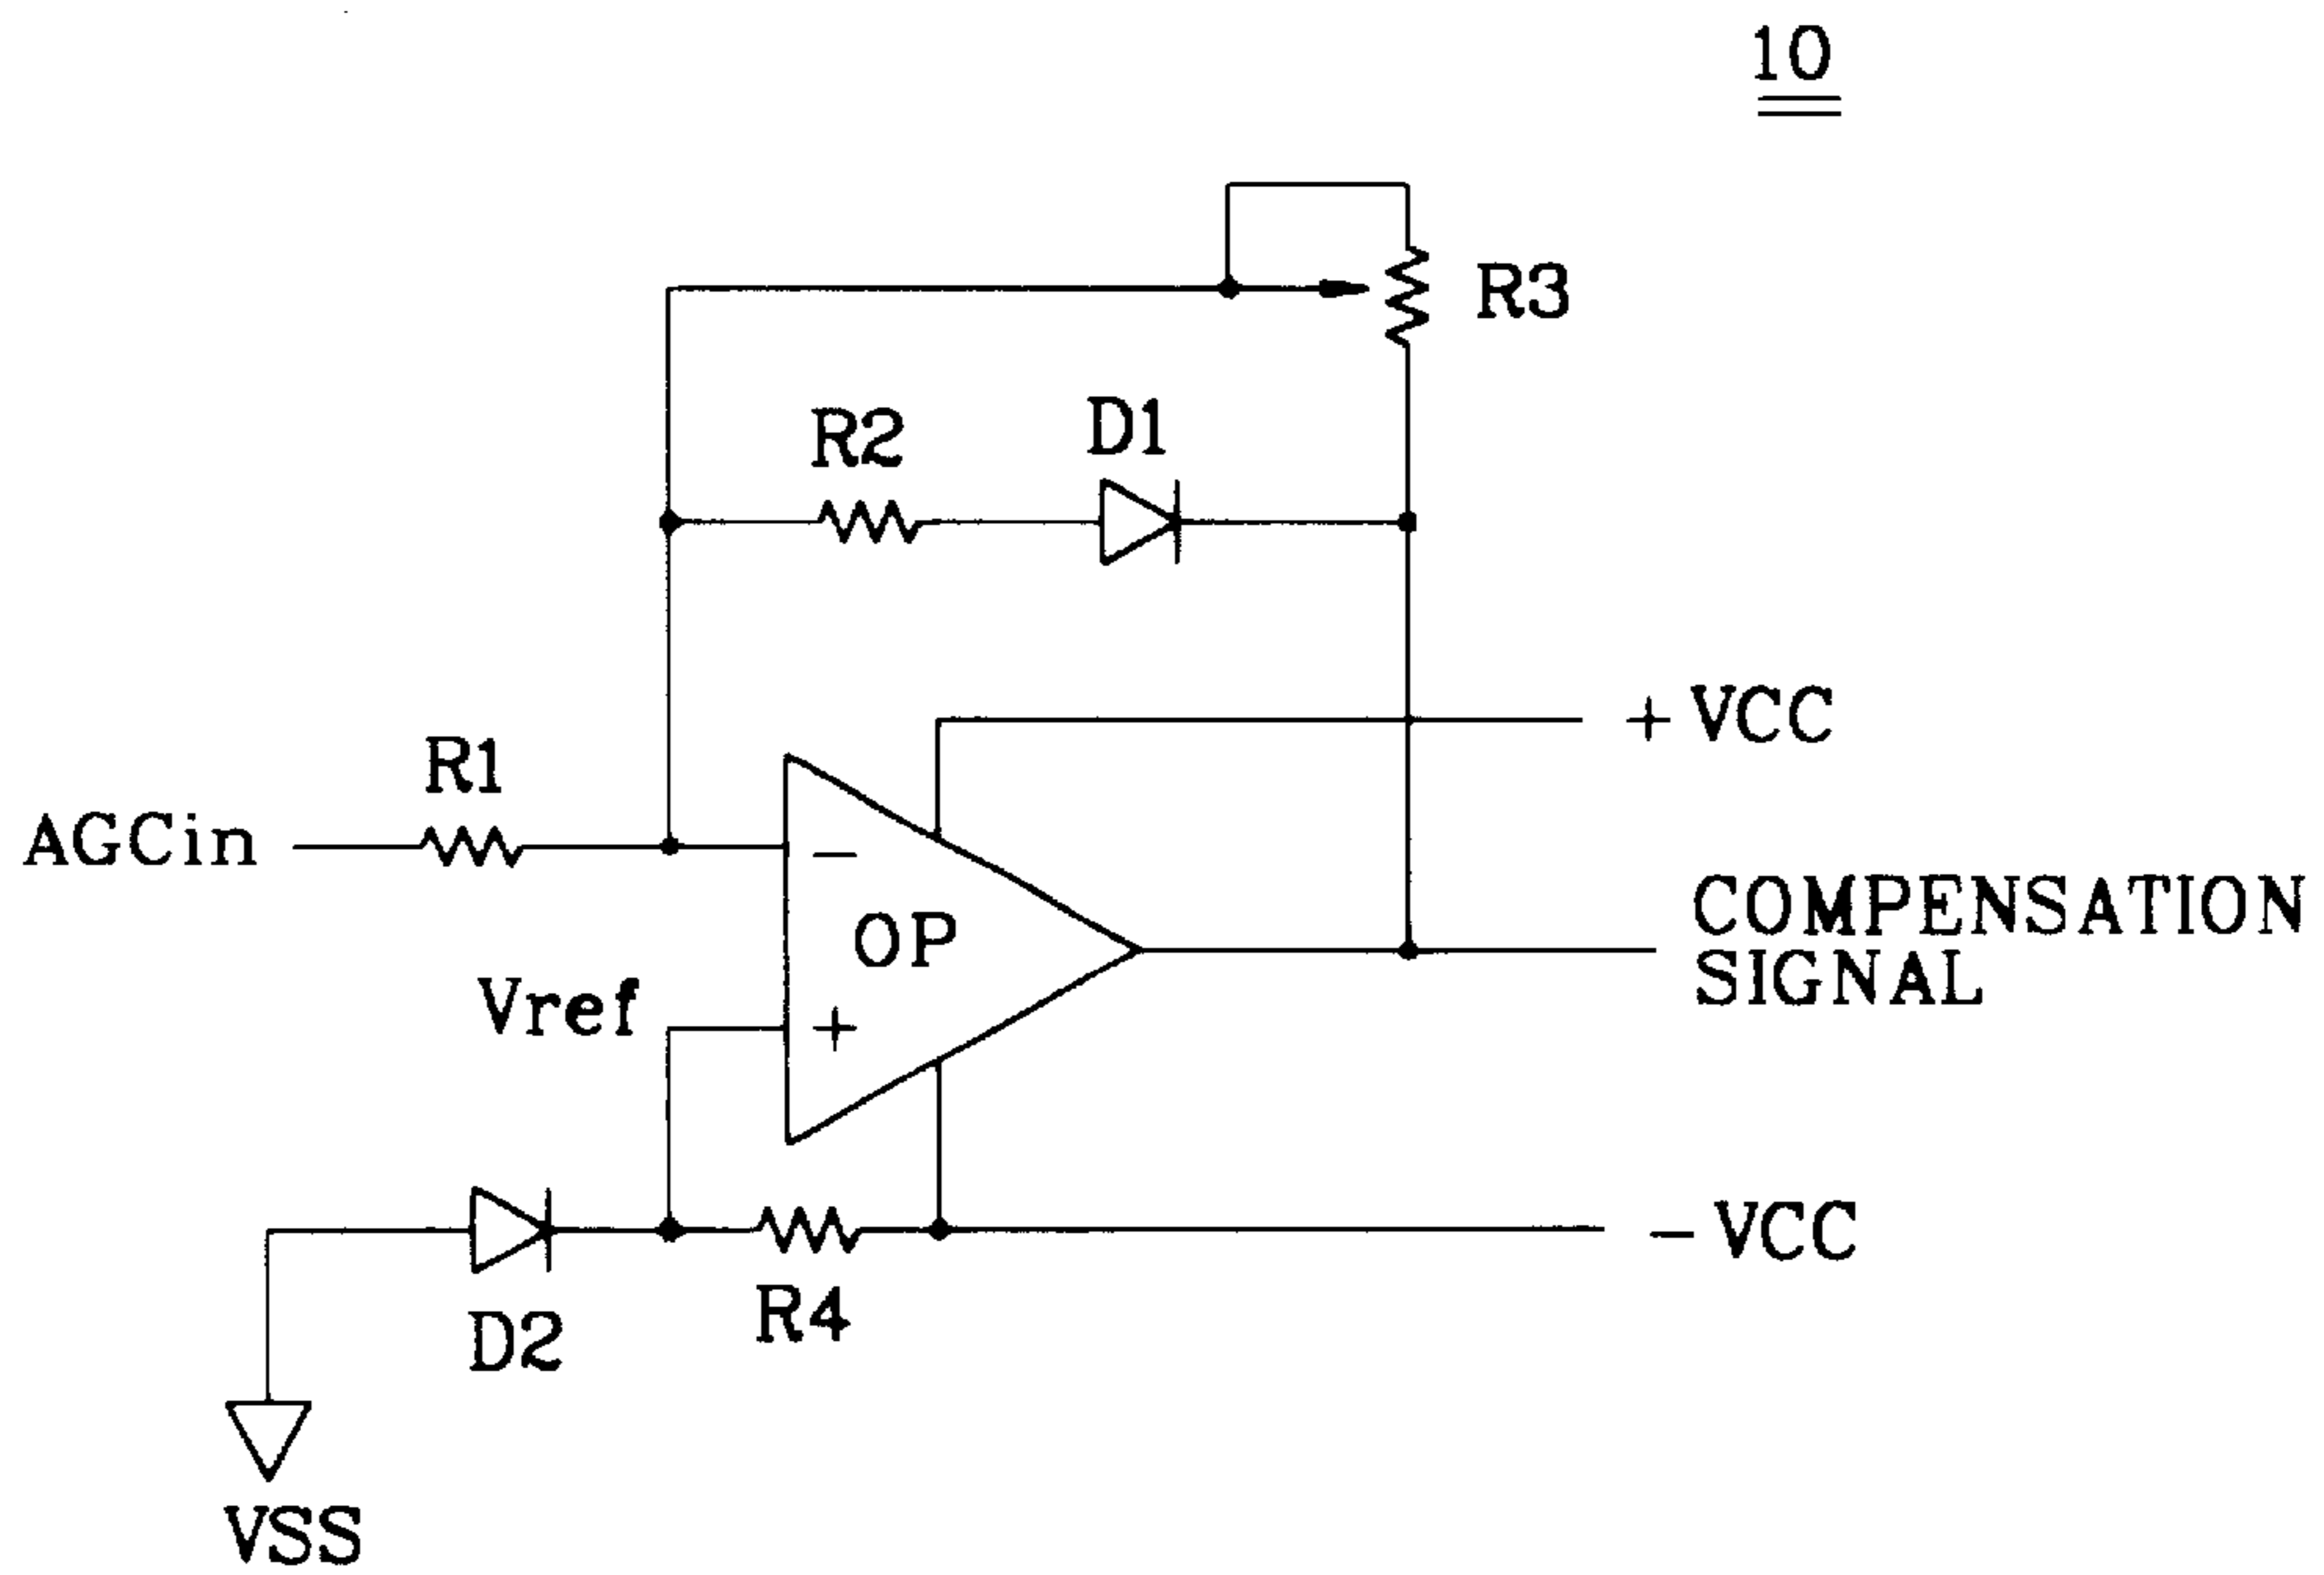 10
R3
R2
D1
+VCC
R1
AGCin
-
OP
COMPENSATION
SIGNAL
Vref
+
-VCC
R4
D2
VSS